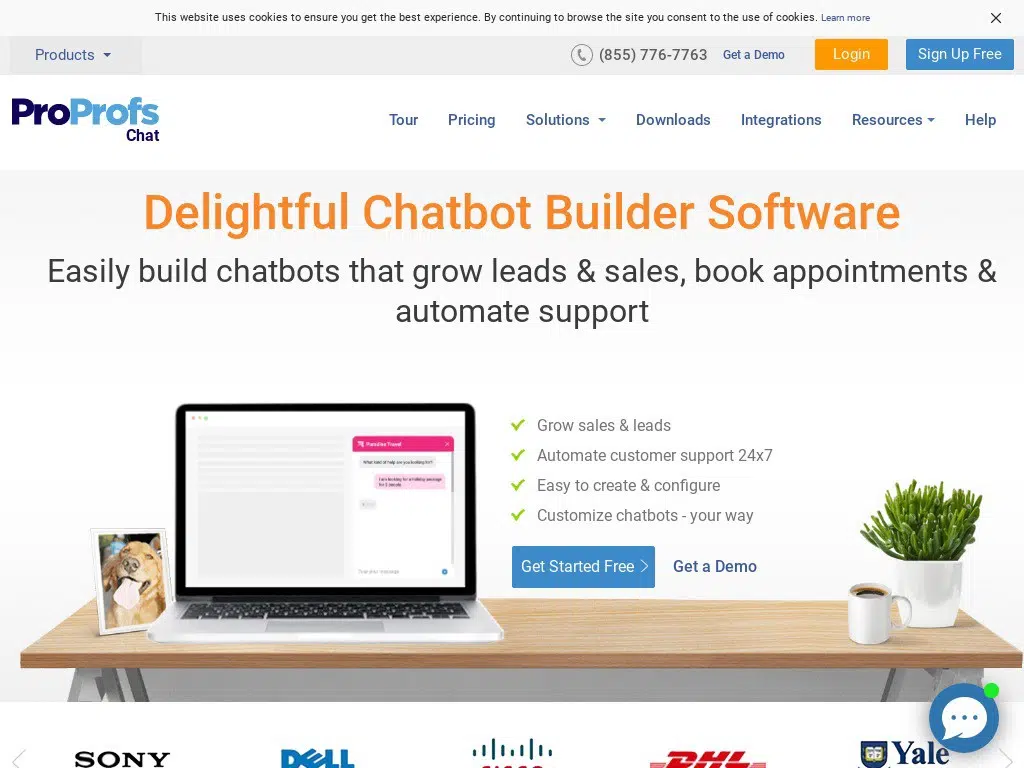 This website uses cookies to ensure you get the best experience. By continuing to browse the site you consent to the use of cookies. Learn more
Products
(855) 776-7763
Get a Demo
Login
Sign Up Free
ProProfs
Chat
Tour
Pricing
Solutions
Downloads
Integrations
Resources
Help
Delightful Chatbot Builder Software
Easily build chatbots that grow leads & sales, book appointments &
automate support
Paradise Travel
What kind of help are you looking for?
I am looking for a holiday package
for 2 people
Type your message
Grow sales & leads
Automate customer support 24x7
Easy to create & configure
Customize chatbots - your way
Get Started Free
Get a Demo
SONY
DELL
CISCO
DHL
Yale